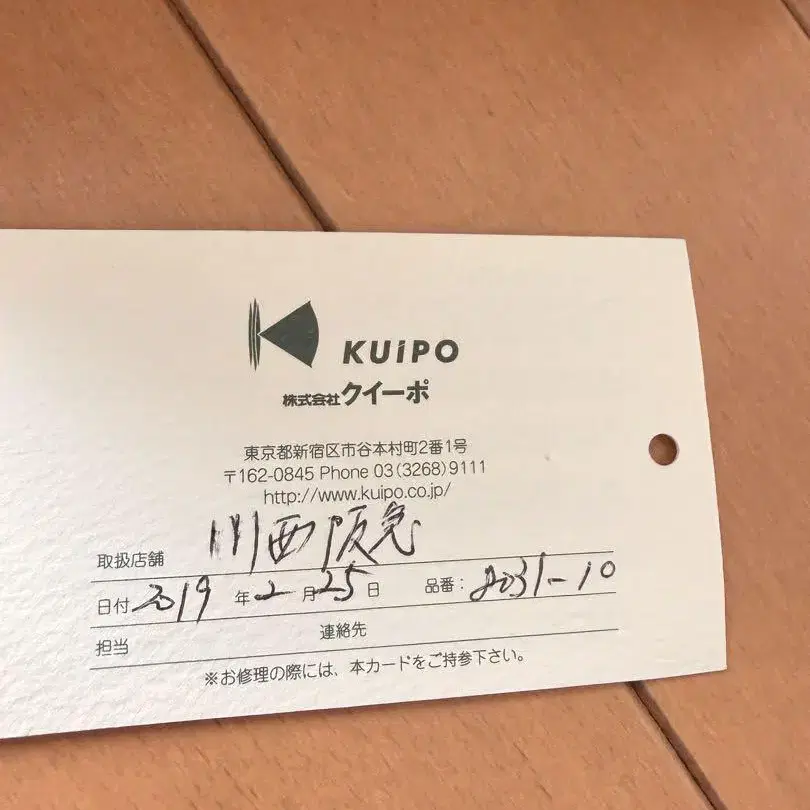 KUiPO
株式会社クイーポ
東京都新宿区市谷本村町2番1号
〒162-0845 Phone 03(3268)9111
http://www.kuipo.co.jp/
取扱店舗 川西阪急
日付 2019 年 2 月 25 日 品番: 8031-10
担当 連絡先
※お修理の際には、本カードをご持参下さい。